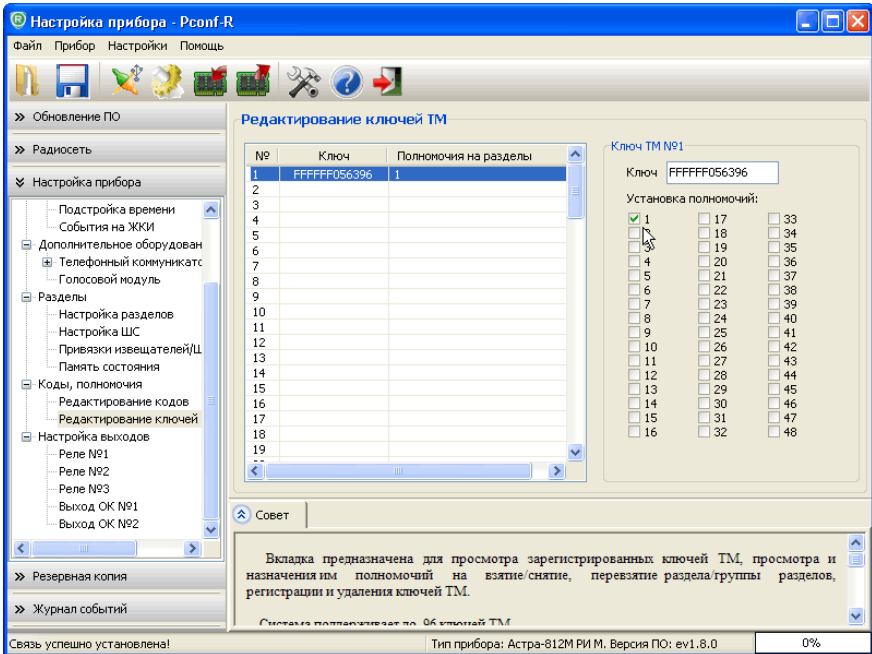 Настройка прибора - Pconf-R
Файл Прибор Настройки Помощь
Обновление ПО
Радиосеть
Настройка прибора
Подстройка времени
События на ЖКИ
Дополнительное оборудован
Телефонный коммуникатс
Голосовой модуль
Разделы
Настройка разделов
Настройка ШС
Привязки извещателей/Ш
Память состояния
Коды, полномочия
Редактирование кодов
Редактирование ключей
Настройка выходов
Реле №1
Реле №2
Реле №3
Выход ОК №1
Выход ОК №2
Резервная копия
Журнал событий
Редактирование ключей ТМ
№ Ключ Полномочия на разделы
1 FFFFFF056396 1
2
3
4
5
6
7
8
9
10
11
12
13
14
15
16
17
18
19
Ключ ТМ №1
Ключ FFFFFF056396
Установка полномочий:
1 17 33
18 34
3 19 35
4 20 36
5 21 37
6 22 38
7 23 39
8 24 40
9 25 41
10 26 42
11 27 43
12 28 44
13 29 45
14 30 46
15 31 47
16 32 48
Совет
Вкладка предназначена для просмотра зарегистрированных ключей ТМ, просмотра и
назначения им полномочий на взятие/снятие, перевзятие раздела/группы разделов,
регистрации и удаления ключей ТМ.
Система поддерживает до 96 ключей ТМ
Связь успешно установлена!
Тип прибора: Астра-812М РИ М. Версия ПО: ev1.8.0
0%